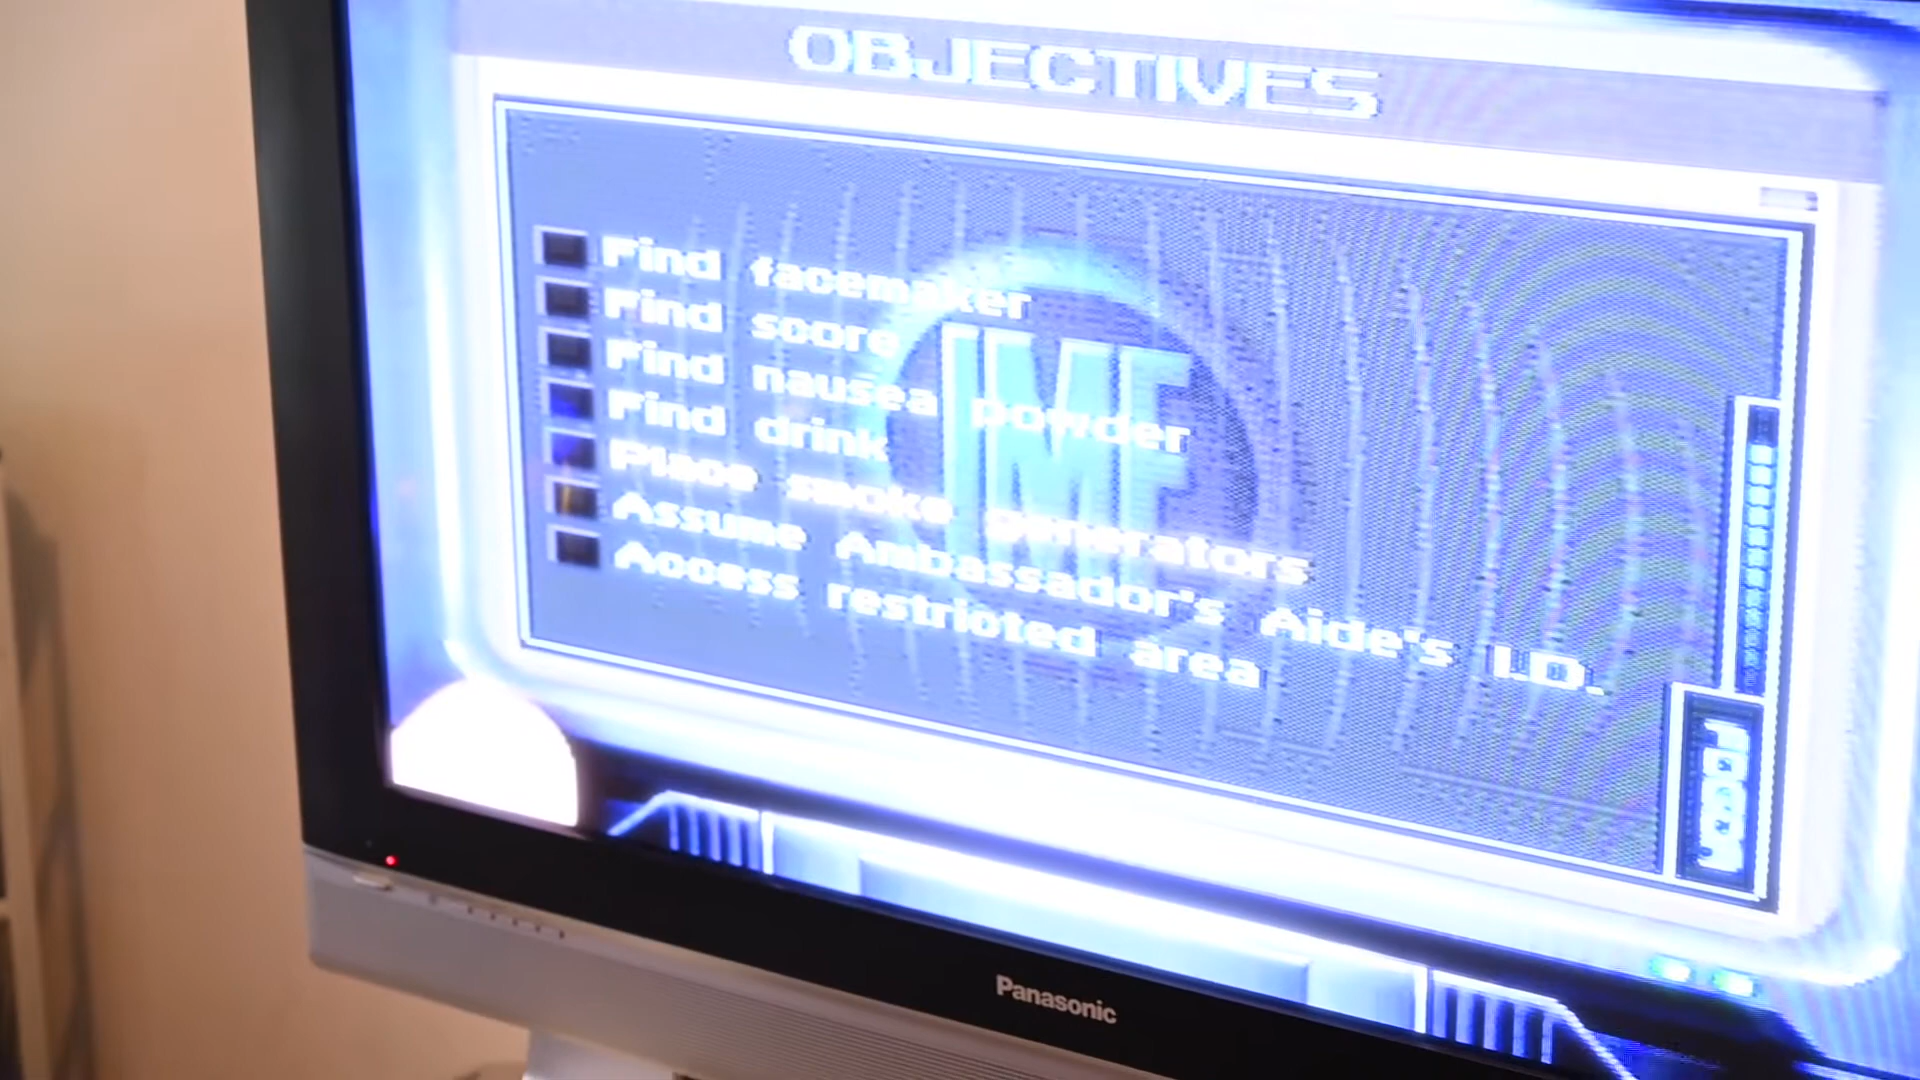 OBJECTIVES
Find facemaker
Find score
Find nausea powder
Find drink
Place smoke generators
Assume Ambassador's Aide's I.D.
Access restricted area
IMF
Panasonic